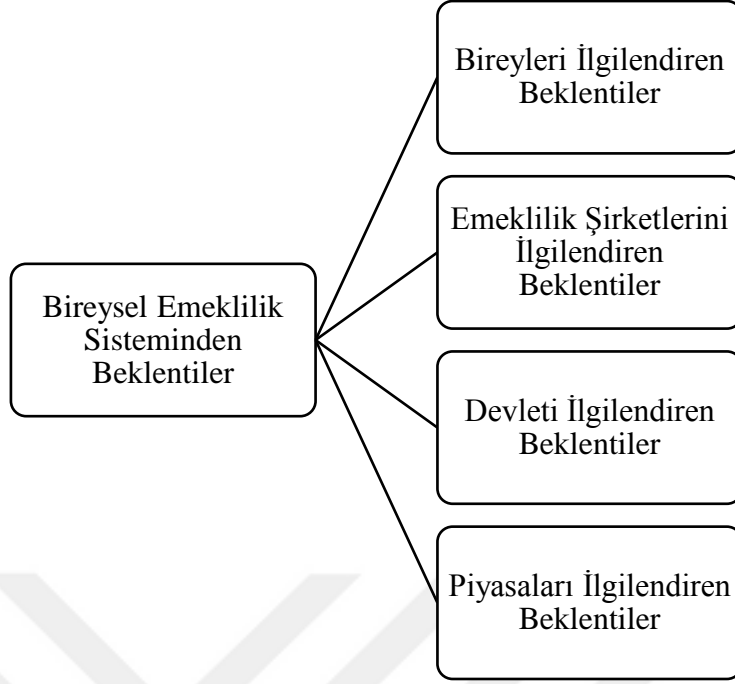 Bireysel Emeklilik
Sisteminden
Beklentiler
Bireyleri İlgilendiren
Beklentiler
Emeklilik Şirketlerini
İlgilendiren
Beklentiler
Devleti İlgilendiren
Beklentiler
Piyasaları İlgilendiren
Beklentiler